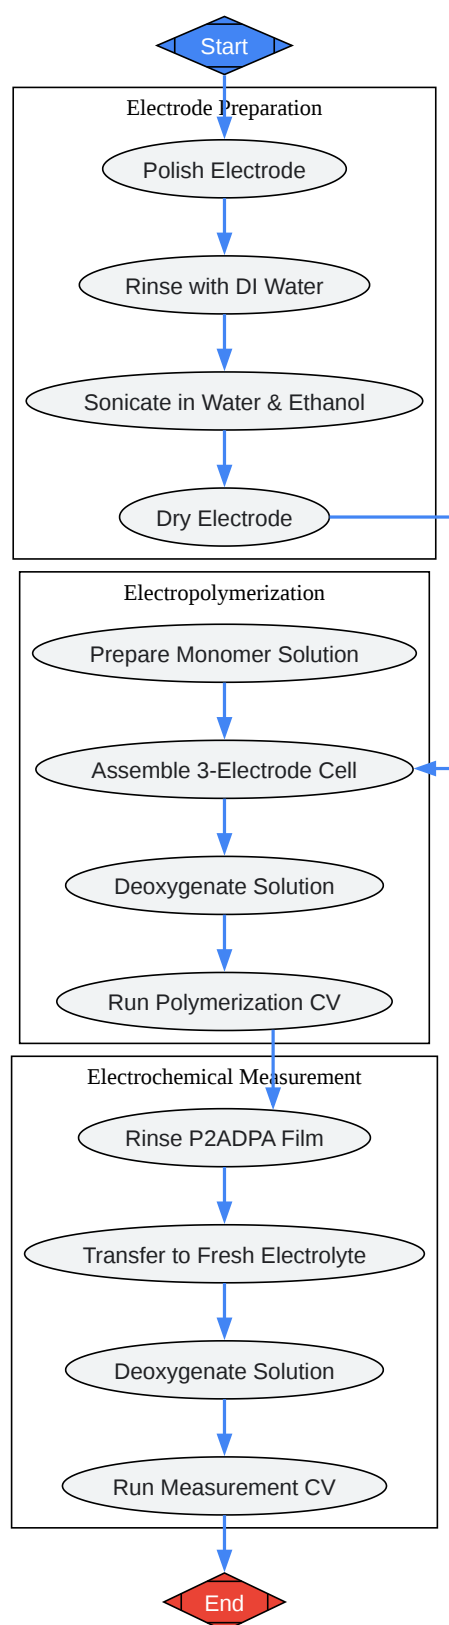 Start
Electrode Preparation
Polish Electrode
Rinse with DI Water
Sonicate in Water & Ethanol
Dry Electrode
Electropolymerization
Prepare Monomer Solution
Assemble 3-Electrode Cell
Deoxygenate Solution
Run Polymerization CV
Electrochemical Measurement
Rinse P2ADPA Film
Transfer to Fresh Electrolyte
Deoxygenate Solution
Run Measurement CV
End